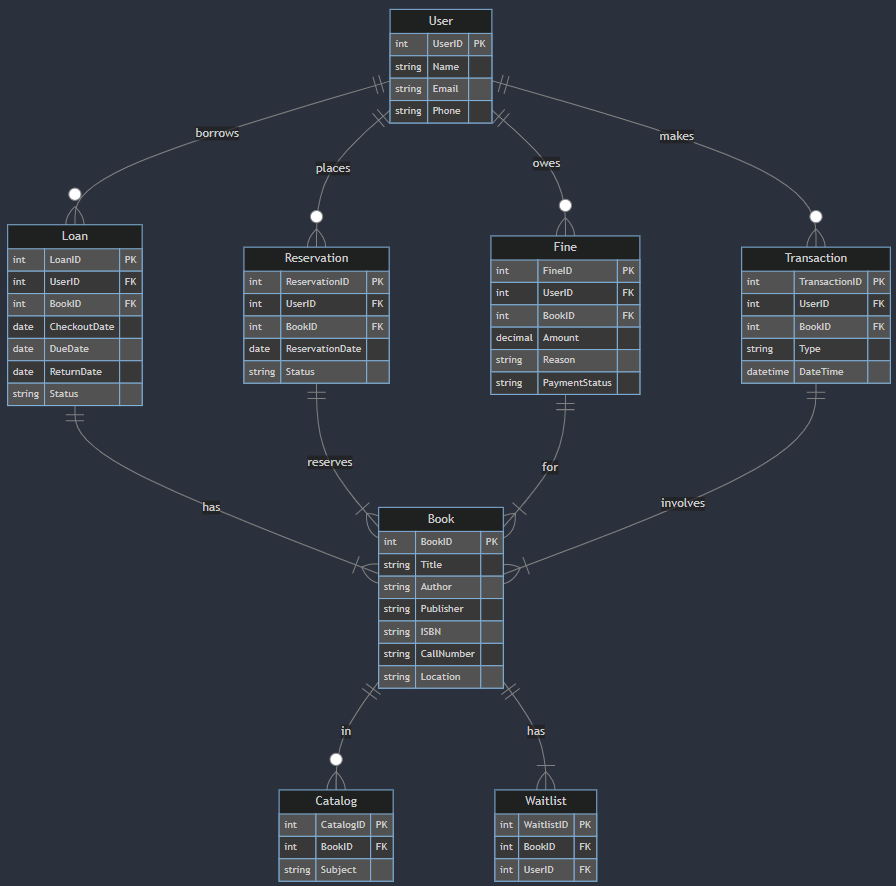 User
int UserID PK
string Name
string Email
string Phone
borrows
places
owes
makes
Loan
int LoanID PK
int UserID FK
int BookID FK
date CheckoutDate
date DueDate
date ReturnDate
string Status
Reservation
int ReservationID PK
int UserID FK
int BookID FK
date ReservationDate
string Status
Fine
int FineID PK
int UserID FK
int BookID FK
decimal Amount
string Reason
string PaymentStatus
Transaction
int TransactionID PK
int UserID FK
int BookID FK
string Type
datetime DateTime
has
reserves
for
involves
Book
int BookID PK
string Title
string Author
string Publisher
string ISBN
string CallNumber
string Location
in
has
Catalog
int CatalogID PK
int BookID FK
string Subject
Waitlist
int WaitlistID PK
int BookID FK
int UserID FK